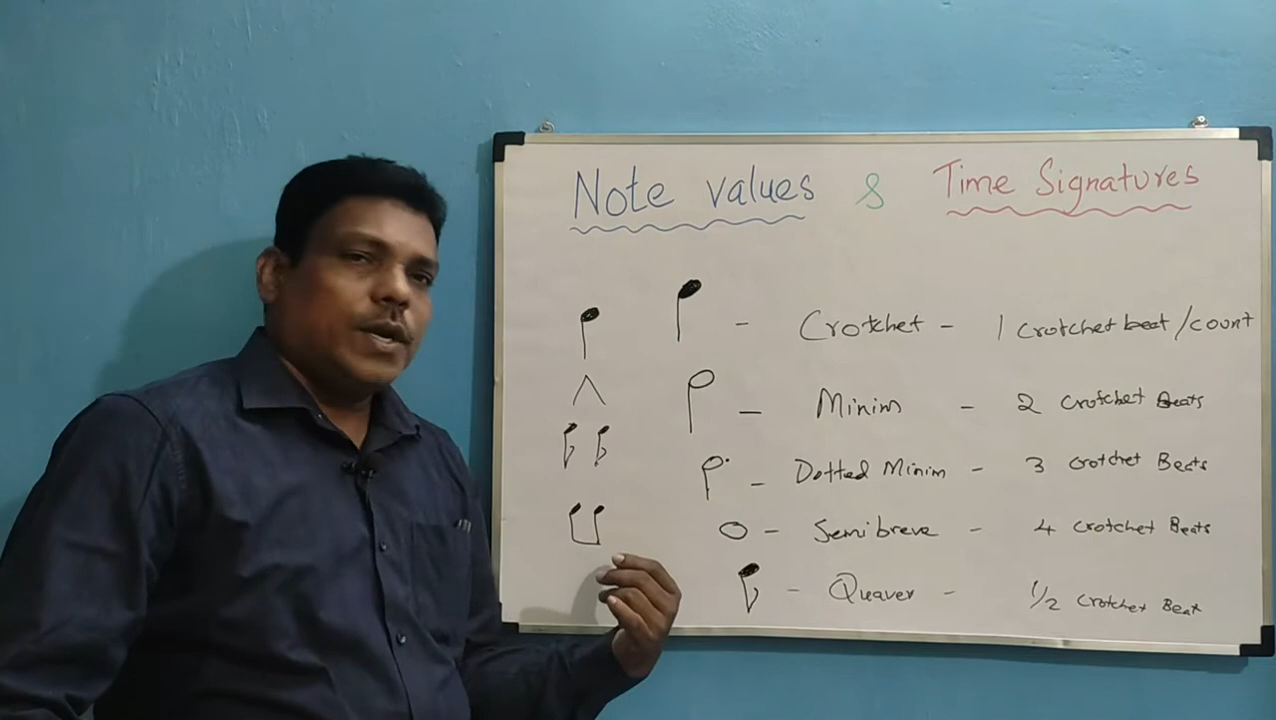 Note values & Time Signatures
- Crotchet - 1 crotchet beat/count
- Minim - 2 crotchet Beats
- Dotted Minim - 3 crotchet Beats
- Semibreve - 4 crotchet Beats
- Quaver - 1/2 crotchet Beat